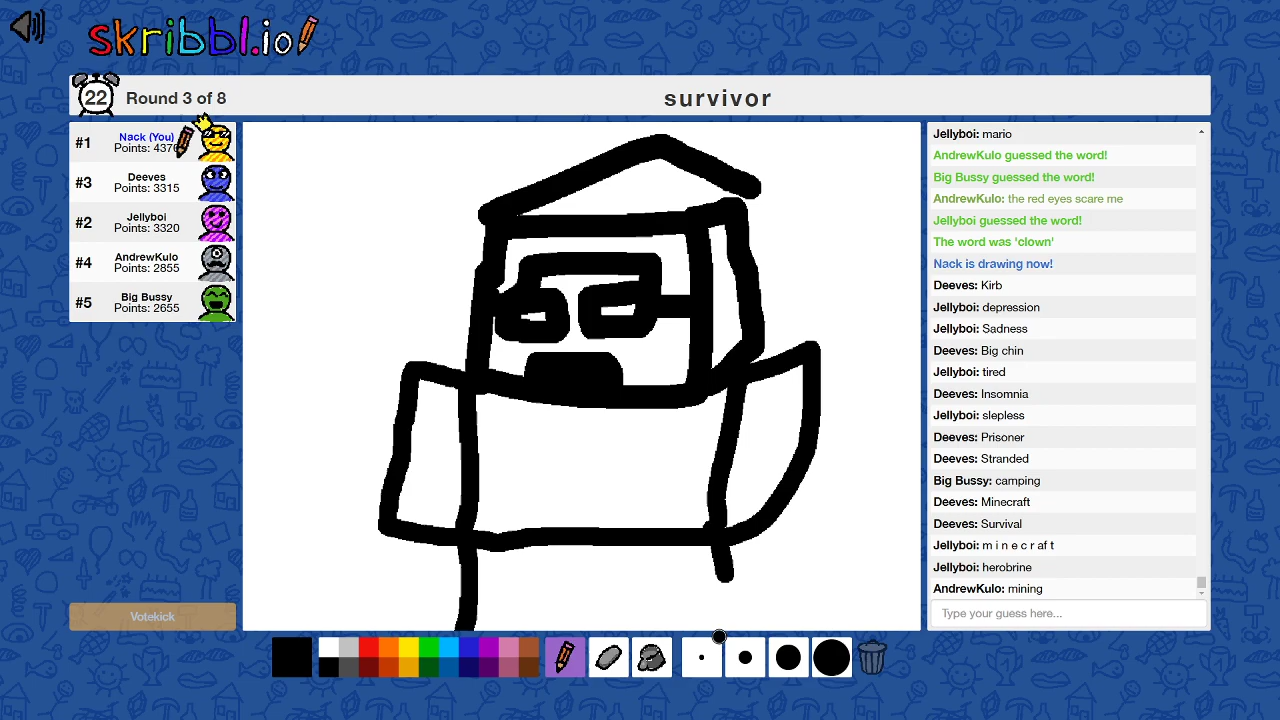 skribbl.io
22
Round 3 of 8
survivor
#1
Nack (You)
Points: 4370
#3
Deeves
Points: 3315
#2
Jellyboi
Points: 3320
#4
AndrewKulo
Points: 2855
#5
Big Bussy
Points: 2655
Votekick
Jellyboi: mario
AndrewKulo guessed the word!
Big Bussy guessed the word!
AndrewKulo: the red eyes scare me
Jellyboi guessed the word!
The word was 'clown'
Nack is drawing now!
Deeves: Kirb
Jellyboi: depression
Jellyboi: Sadness
Deeves: Big chin
Jellyboi: tired
Deeves: Insomnia
Jellyboi: slepless
Deeves: Prisoner
Deeves: Stranded
Big Bussy: camping
Deeves: Minecraft
Deeves: Survival
Jellyboi: m i n e c r af t
Jellyboi: herobrine
AndrewKulo: mining
Type your guess here...